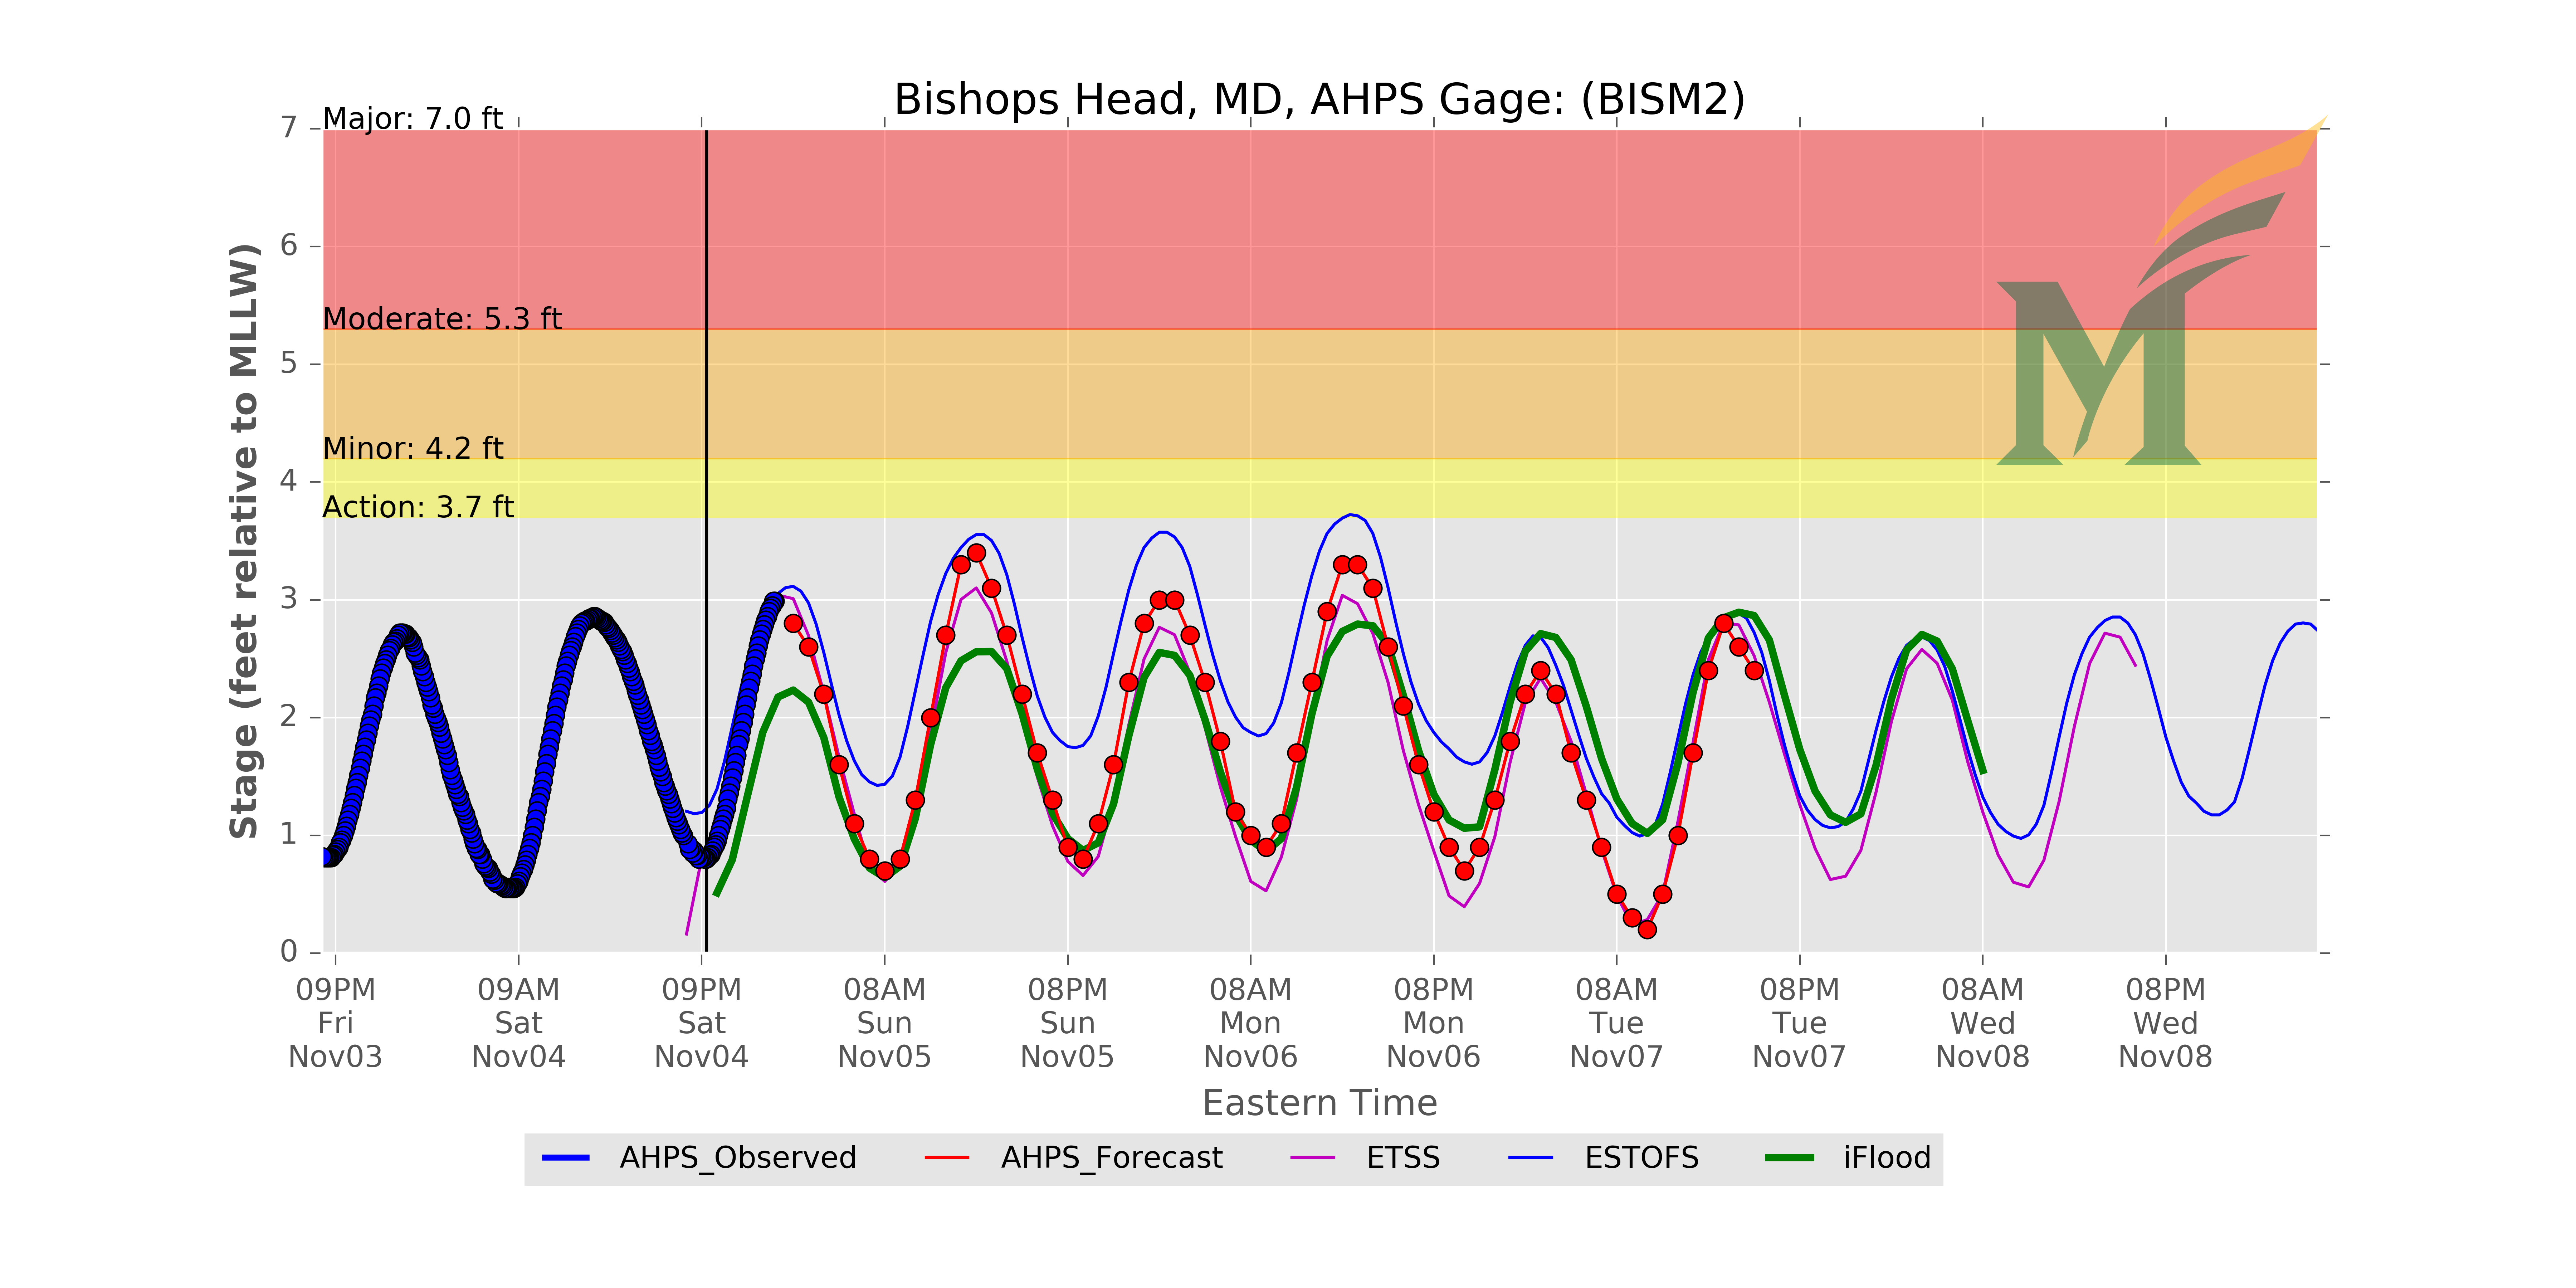 Bishops Head, MD, AHPS Gage: (BISM2)
Major: 7.0 ft
Moderate: 5.3 ft
Minor: 4.2 ft
Action: 3.7 ft
Stage (feet relative to MLLW)
7
6
5
4
3
2
1
0
09PM
Fri
Nov03
09AM
Sat
Nov04
09PM
Sat
Nov04
08AM
Sun
Nov05
08PM
Sun
Nov05
08AM
Mon
Nov06
08PM
Mon
Nov06
08AM
Tue
Nov07
08PM
Tue
Nov07
08AM
Wed
Nov08
08PM
Wed
Nov08
Eastern Time
AHPS_Observed AHPS_Forecast ETSS ESTOFS iFlood